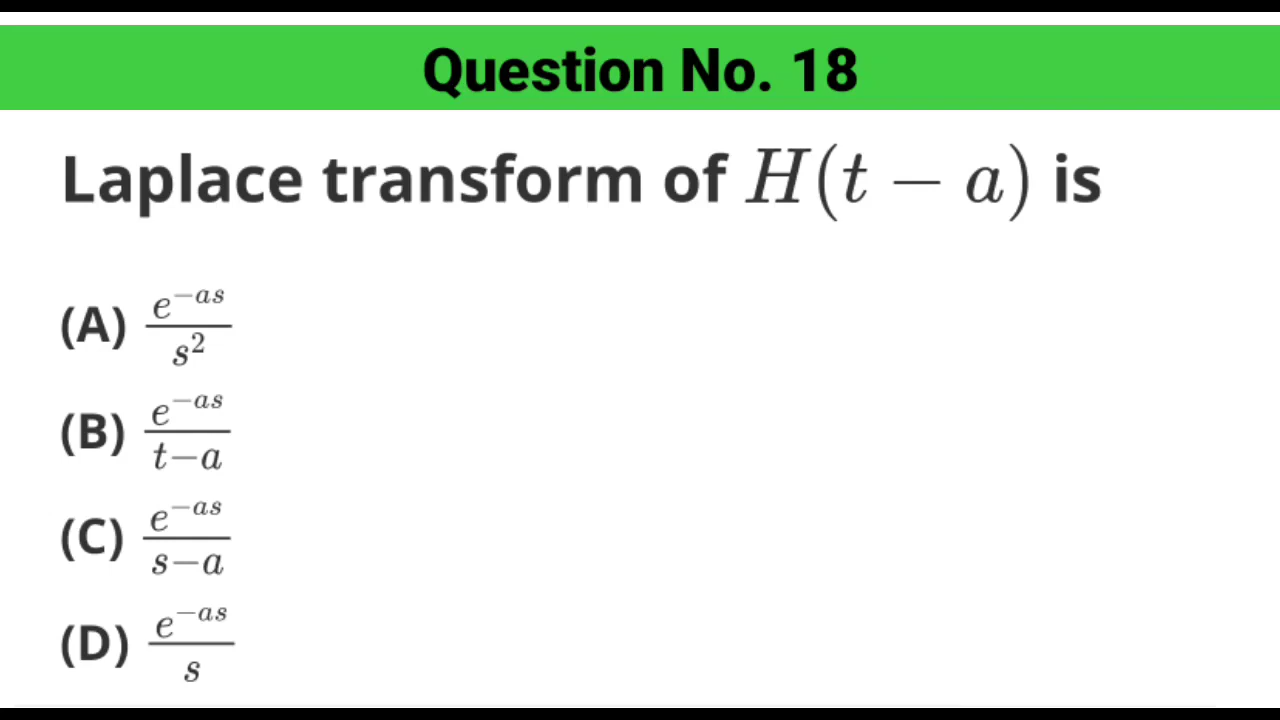 Question No. 18
Laplace transform of H(t − a) is
(A) e^{−as}/s^2
(B) e^{−as}/t−a
(C) e^{−as}/s−a
(D) e^{−as}/s